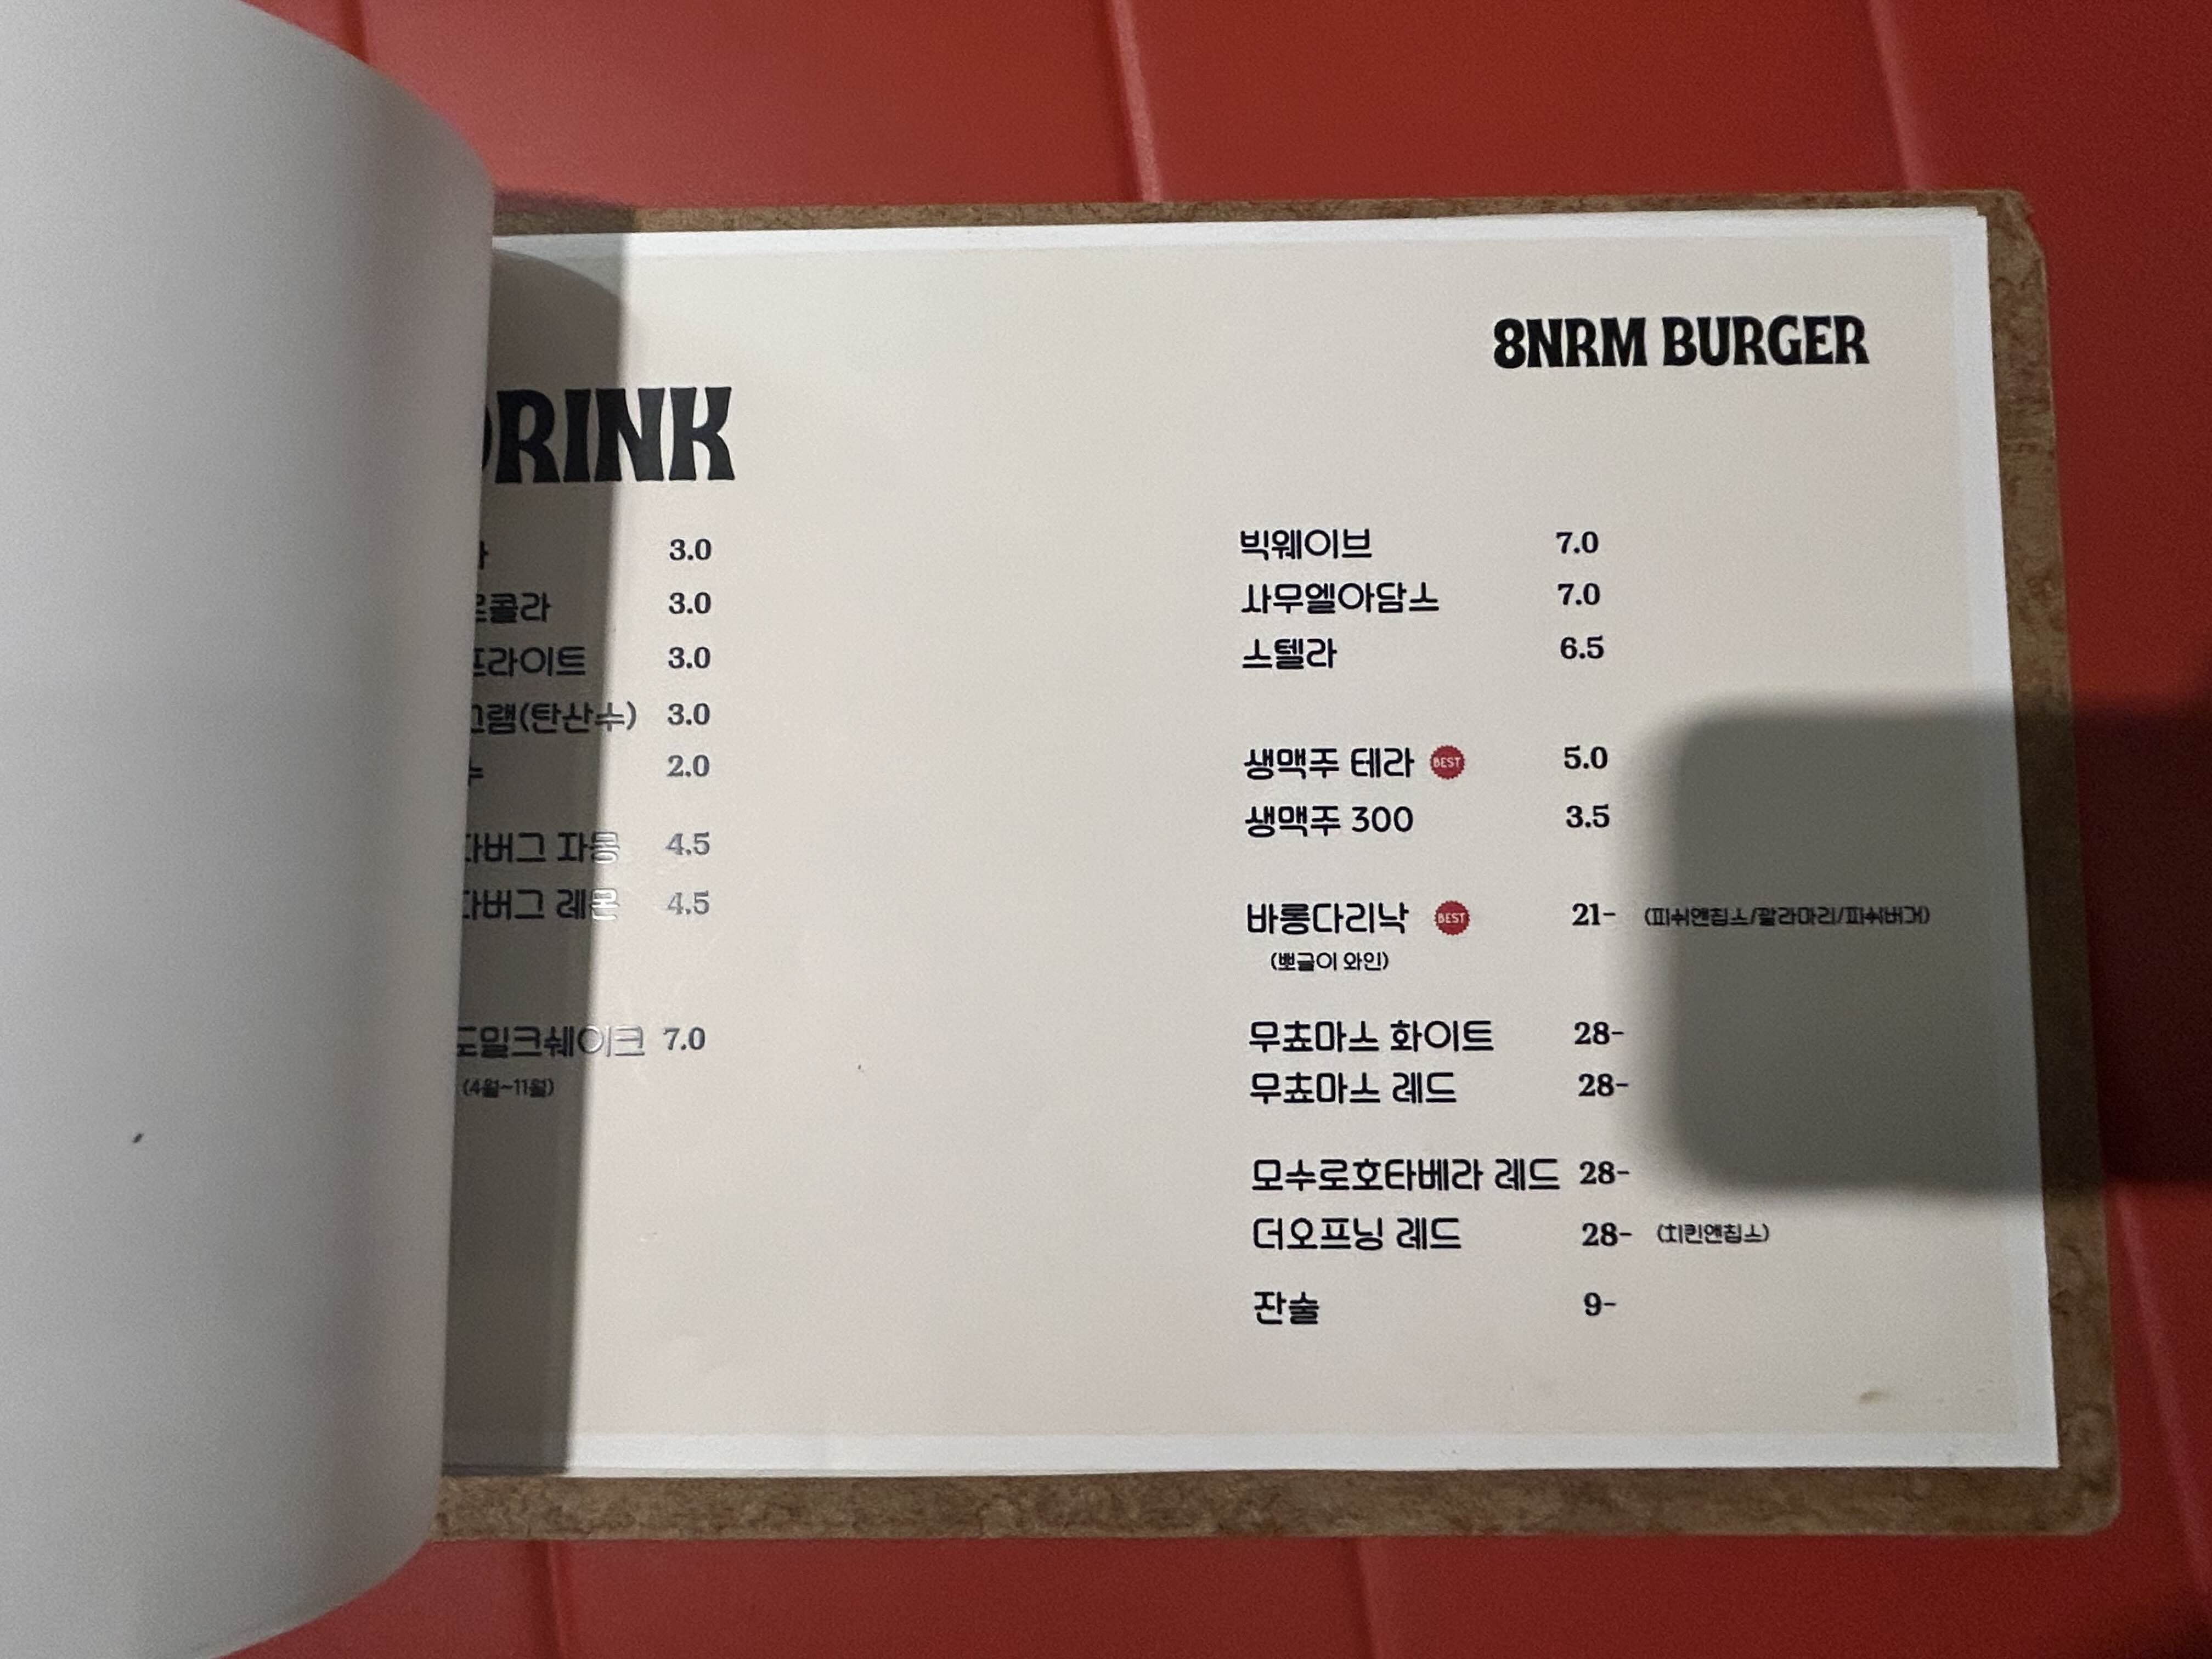 8NRM BURGER
DRINK
3.0
콜라 3.0
프라이트 3.0
그램(탄산수) 3.0
수 2.0
버그 자몽 4.5
버그 레몬 4.5
밀크쉐이크 7.0
(4월~11월)
빅웨이브 7.0
사무엘아담스 7.0
스텔라 6.5
생맥주 테라 BEST 5.0
생맥주 300 3.5
바롱다리낙 BEST 21- (피쉬앤칩스/깔라마리/피쉬버거)
(뽀글이 와인)
무쵸마스 화이트 28-
무쵸마스 레드 28-
모수로호타베라 레드 28-
더오프닝 레드 28- (치킨앤칩스)
잔술 9-